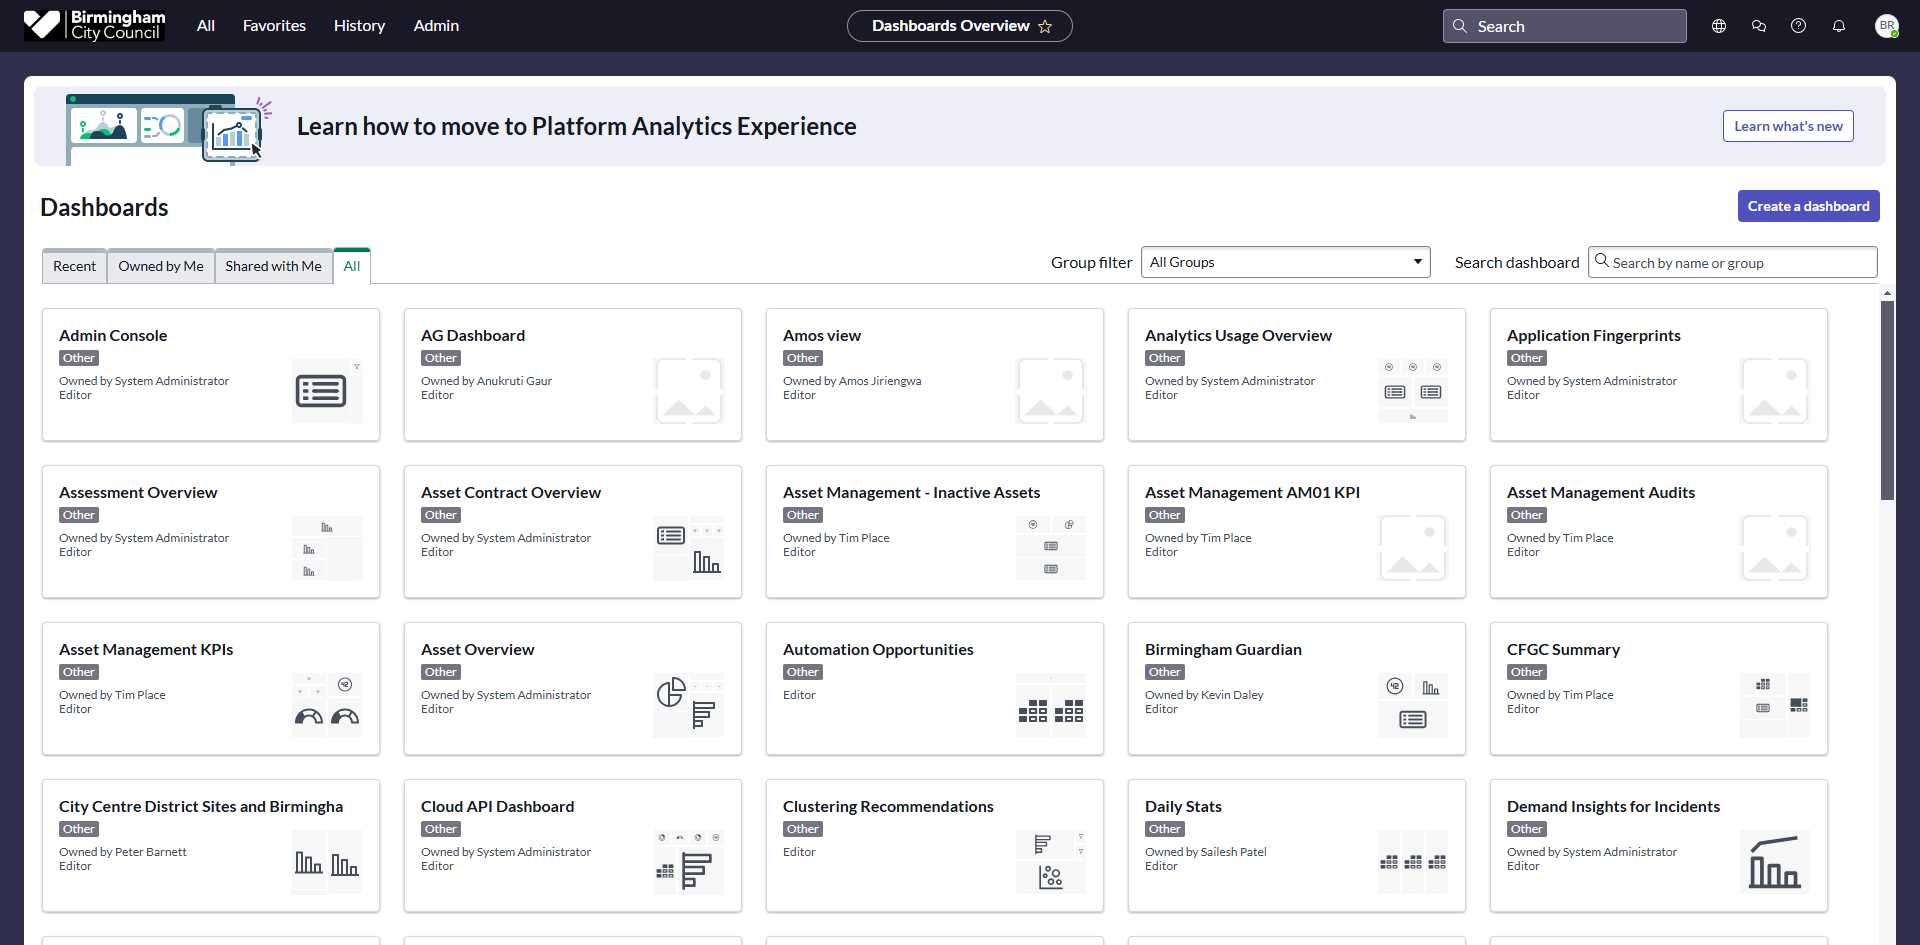 Birmingham
City Council
All
Favorites
History
Admin
Dashboards Overview
Search
BR
Learn how to move to Platform Analytics Experience
Learn what's new
Dashboards
Create a dashboard
Recent
Owned by Me
Shared with Me
All
Group filter
All Groups
Search dashboard
Search by name or group
Admin Console
Other
Owned by System Administrator
Editor
AG Dashboard
Other
Owned by Anukruti Gaur
Editor
Amos view
Other
Owned by Amos Jiriengwa
Editor
Analytics Usage Overview
Other
Owned by System Administrator
Editor
Application Fingerprints
Other
Owned by System Administrator
Editor
Assessment Overview
Other
Owned by System Administrator
Editor
Asset Contract Overview
Other
Owned by System Administrator
Editor
Asset Management - Inactive Assets
Other
Owned by Tim Place
Editor
Asset Management AM01 KPI
Other
Owned by Tim Place
Editor
Asset Management Audits
Other
Owned by Tim Place
Editor
Asset Management KPIs
Other
Owned by Tim Place
Editor
42
Asset Overview
Other
Owned by System Administrator
Editor
Automation Opportunities
Other
Editor
Birmingham Guardian
Other
Owned by Kevin Daley
Editor
42
CFGC Summary
Other
Owned by Tim Place
Editor
City Centre District Sites and Birmingha
Other
Owned by Peter Barnett
Editor
Cloud API Dashboard
Other
Owned by System Administrator
Editor
Clustering Recommendations
Other
Editor
Daily Stats
Other
Owned by Sailesh Patel
Editor
Demand Insights for Incidents
Other
Owned by System Administrator
Editor